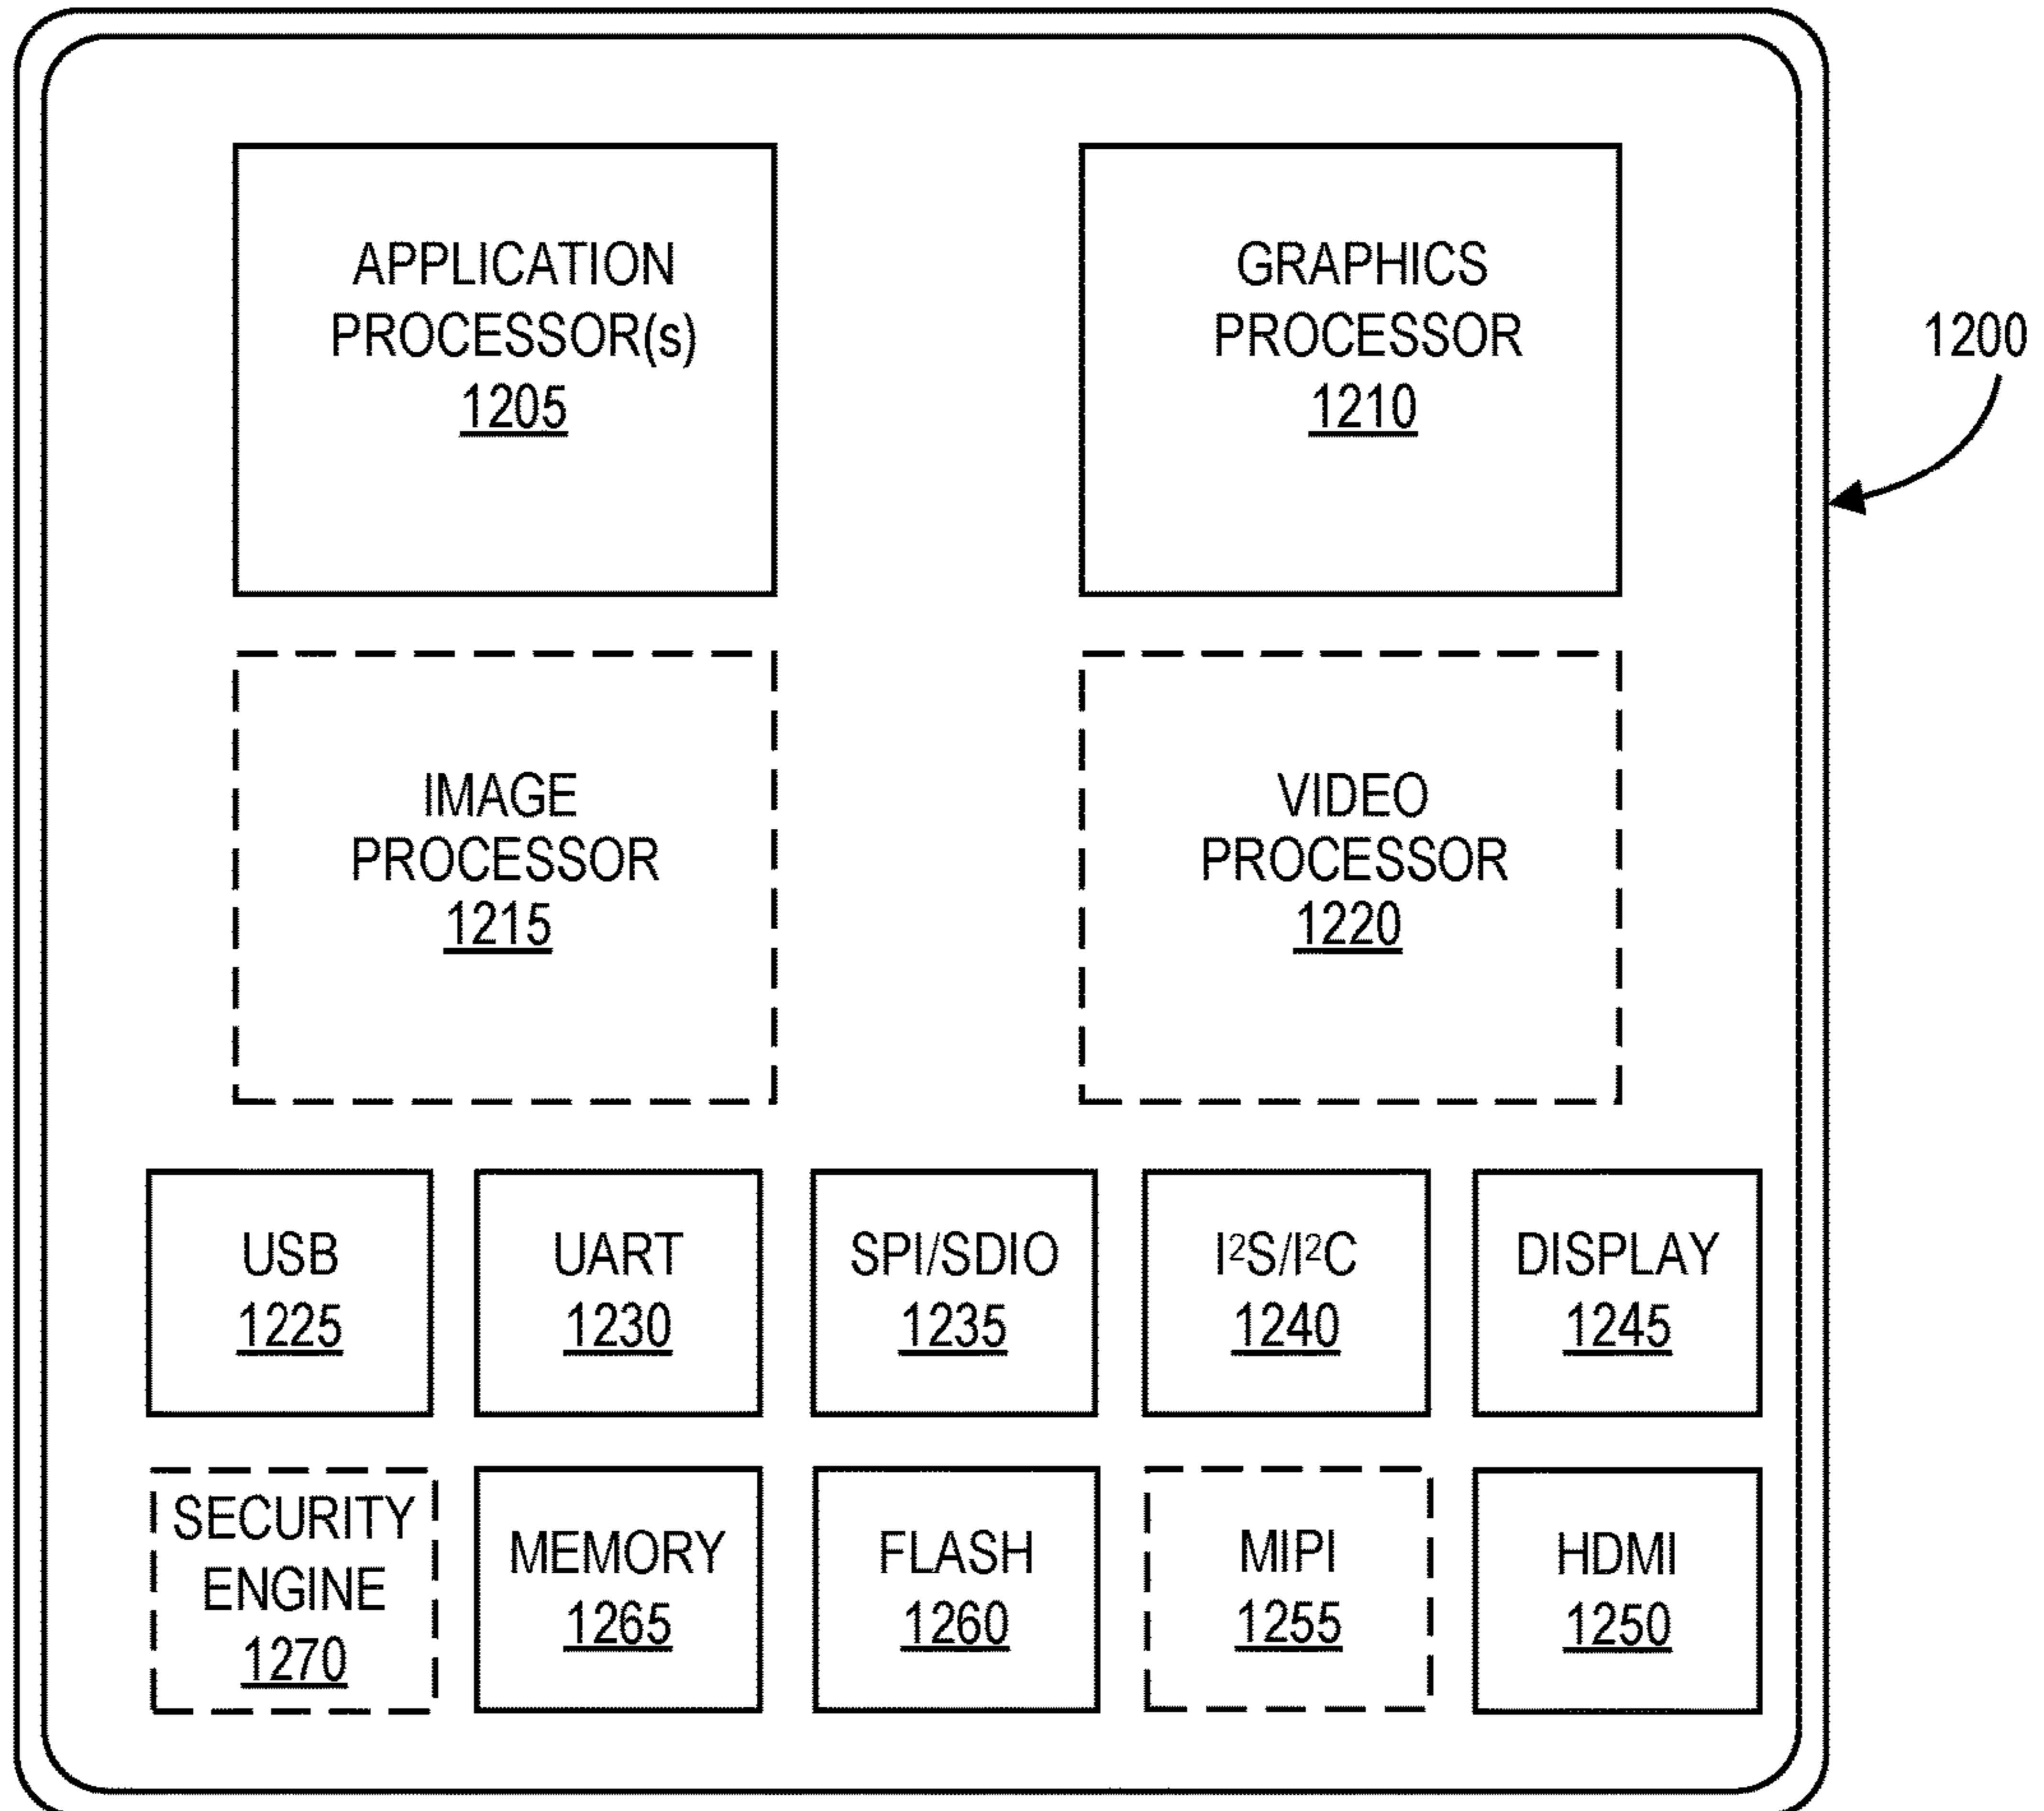 APPLICATION
PROCESSOR(s)
1205
GRAPHICS
PROCESSOR
1210
1200
IMAGE
PROCESSOR
1215
VIDEO
PROCESSOR
1220
USB
1225
UART
1230
SPI/SDIO
1235
I²S/I²C
1240
DISPLAY
1245
SECURITY
ENGINE
1270
MEMORY
1265
FLASH
1260
MIPI
1255
HDMI
1250